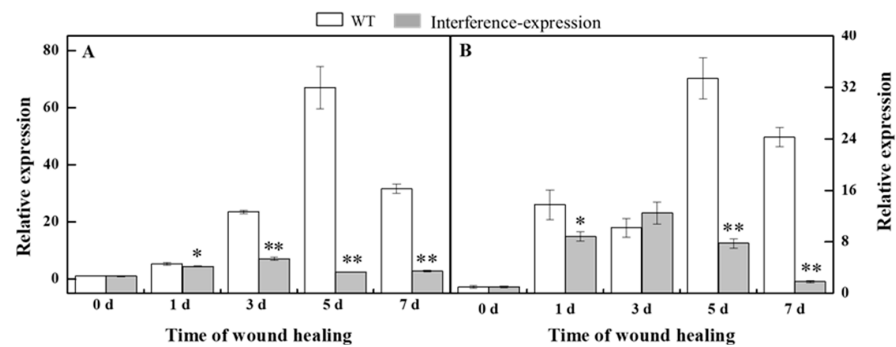 WT Interference-expression
A
B
Relative expression
80
60
40
20
0
40
32
24
16
8
0
Relative expression
* ** ** **
* ** **
0 d 1 d 3 d 5 d 7 d
0 d 1 d 3 d 5 d 7 d
Time of wound healing
Time of wound healing